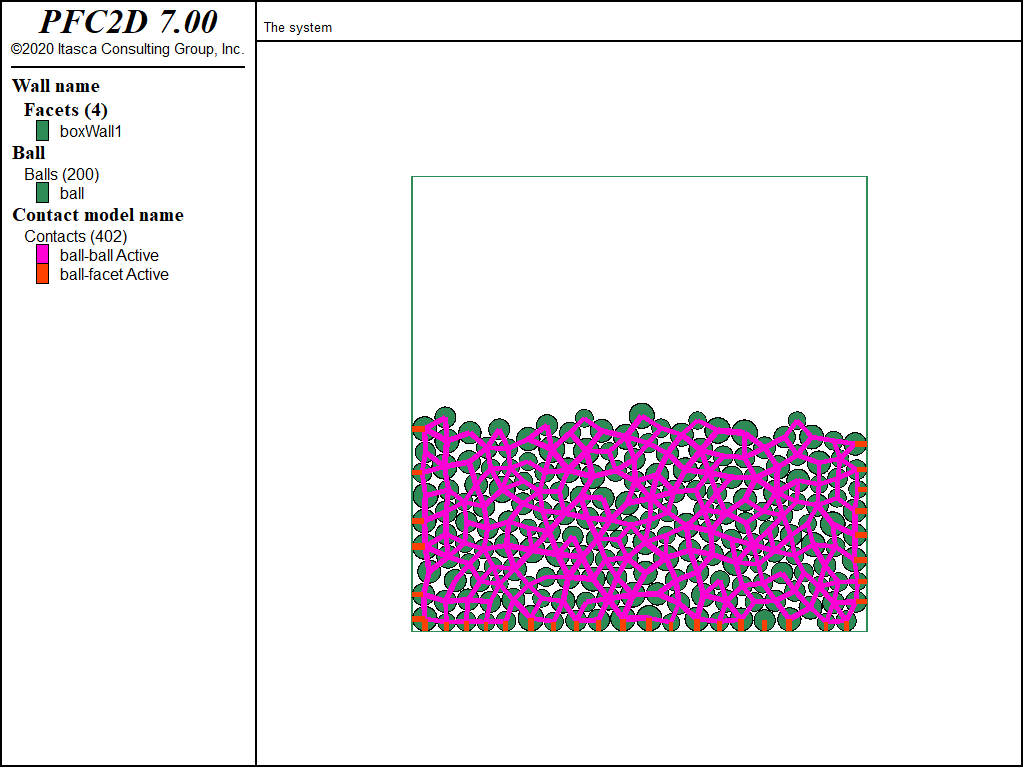 PFC2D 7.00
©2020 Itasca Consulting Group, Inc.
The system
Wall name
Facets (4)
boxWall1
Ball
Balls (200)
ball
Contact model name
Contacts (402)
ball-ball Active
ball-facet Active